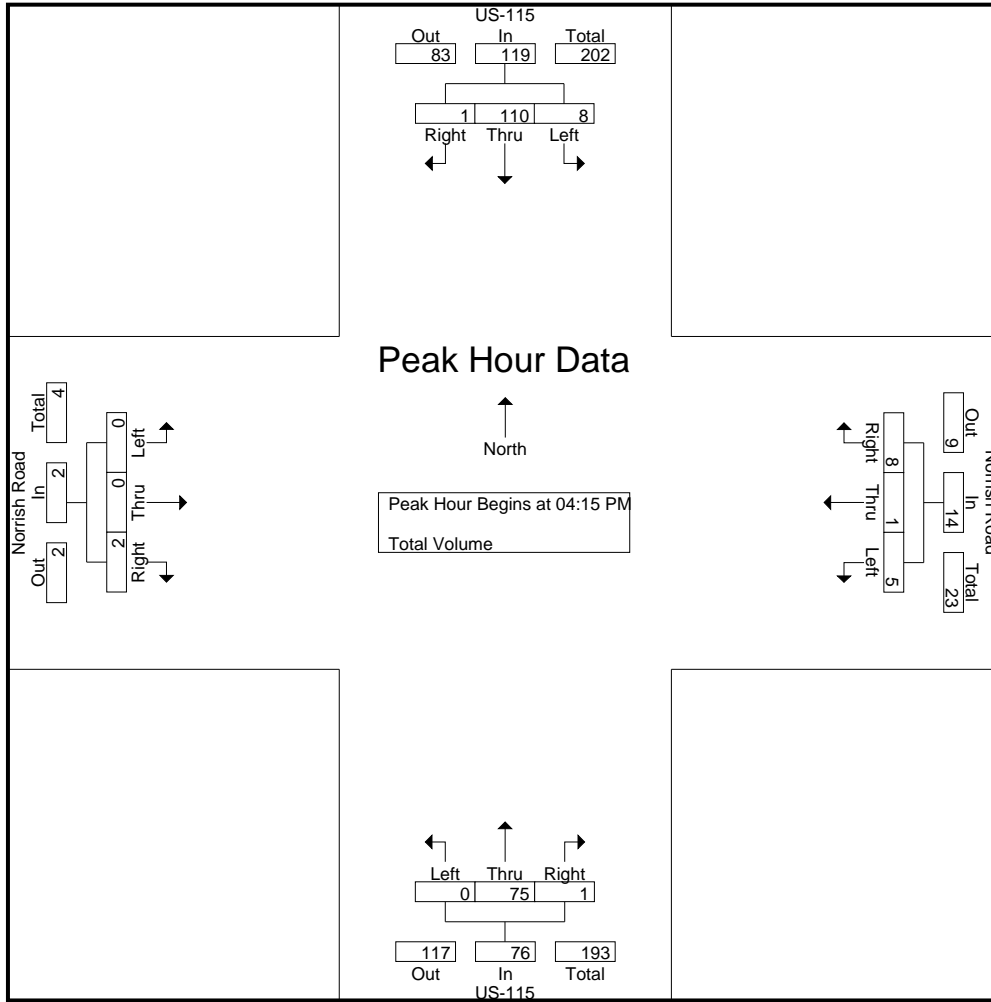 US-115
Out In Total
83 119 202
1 110 8
Right Thru Left
Peak Hour Data
North
Peak Hour Begins at 04:15 PM
Total Volume
Norrish Road
Out In Total
2 2 4
0 0 2
Left Thru Right
Norrish Road
Out In Total
9 14 23
8 1 5
Right Thru Left
Left Thru Right
0 75 1
117 76 193
Out In Total
US-115